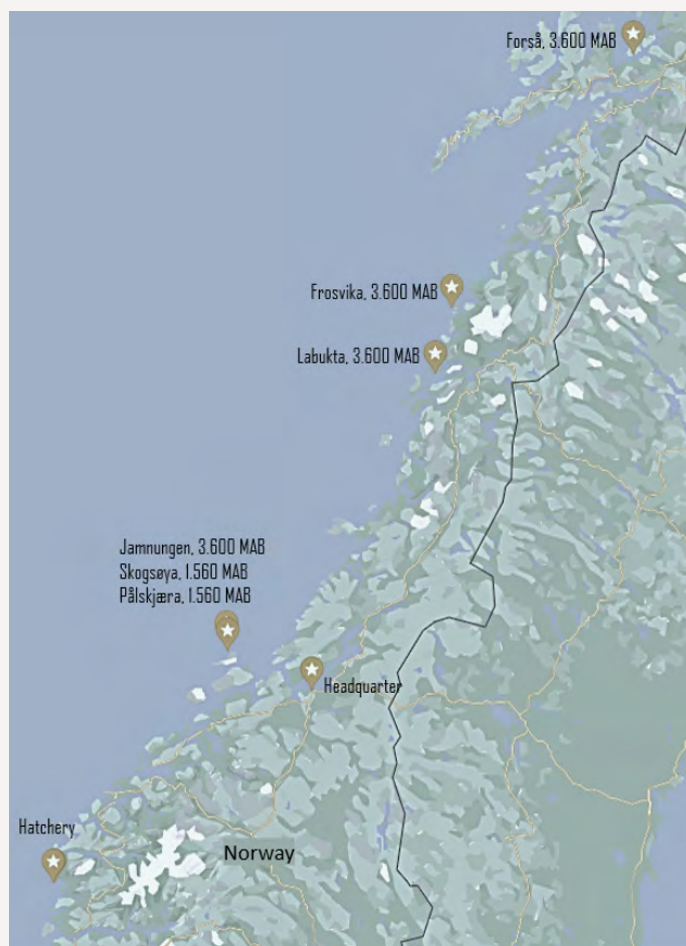 Forså, 3.600 MAB
Frosvika, 3.600 MAB
Labukta, 3.600 MAB
Jamnungen, 3.600 MAB
Skogsøya, 1.560 MAB
Pålskjæra, 1.560 MAB
Headquarter
Hatchery
Norway